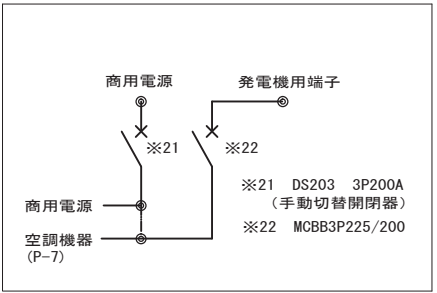 商用電源
発電機用端子
※21
※22
※21 DS203 3P200A
(手動切替開閉器)
商用電源
※22 MCBB3P225/200
空調機器
(P-7)